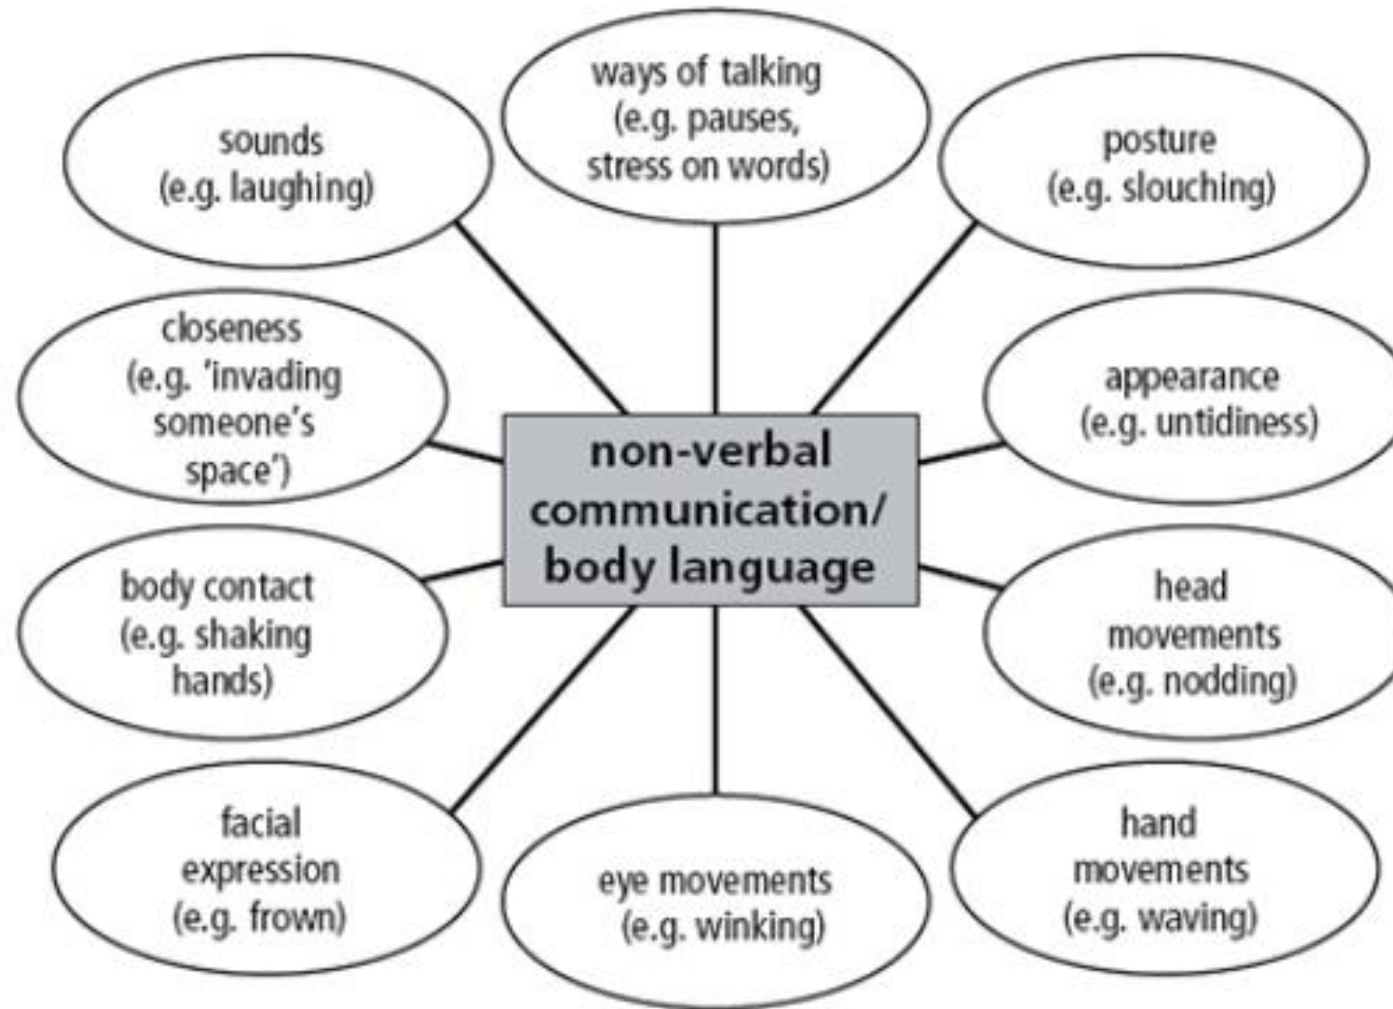 ways of talking
(e.g. pauses,
stress on words)
sounds
(e.g. laughing)
posture
(e.g. slouching)
closeness
(e.g. 'invading
someone's
space')
appearance
(e.g. untidiness)
non-verbal
communication/
body language
body contact
(e.g. shaking
hands)
head
movements
(e.g. nodding)
facial
expression
(e.g. frown)
eye movements
(e.g. winking)
hand
movements
(e.g. waving)